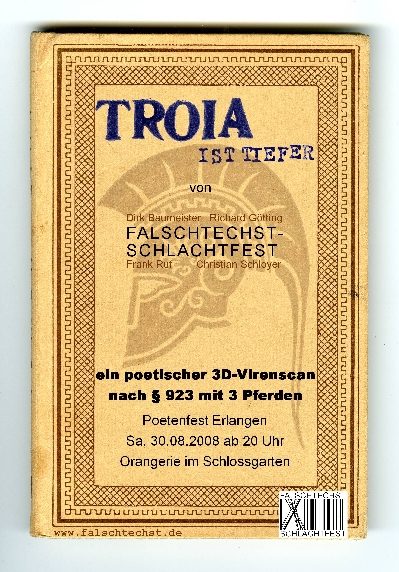 TROIA
IST TIEFER
von
Dirk Baumeister Richard Götting
FALSCHTECHST-
SCHLACHTFEST
Frank Ruf Christian Schloyer
ein poetischer 3D-Virenscan
nach § 923 mit 3 Pferden
Poetenfest Erlangen
Sa. 30.08.2008 ab 20 Uhr
Orangerie im Schlossgarten
FALSCHTECHST
X
SCHLACHTFEST
www.falschtechst.de